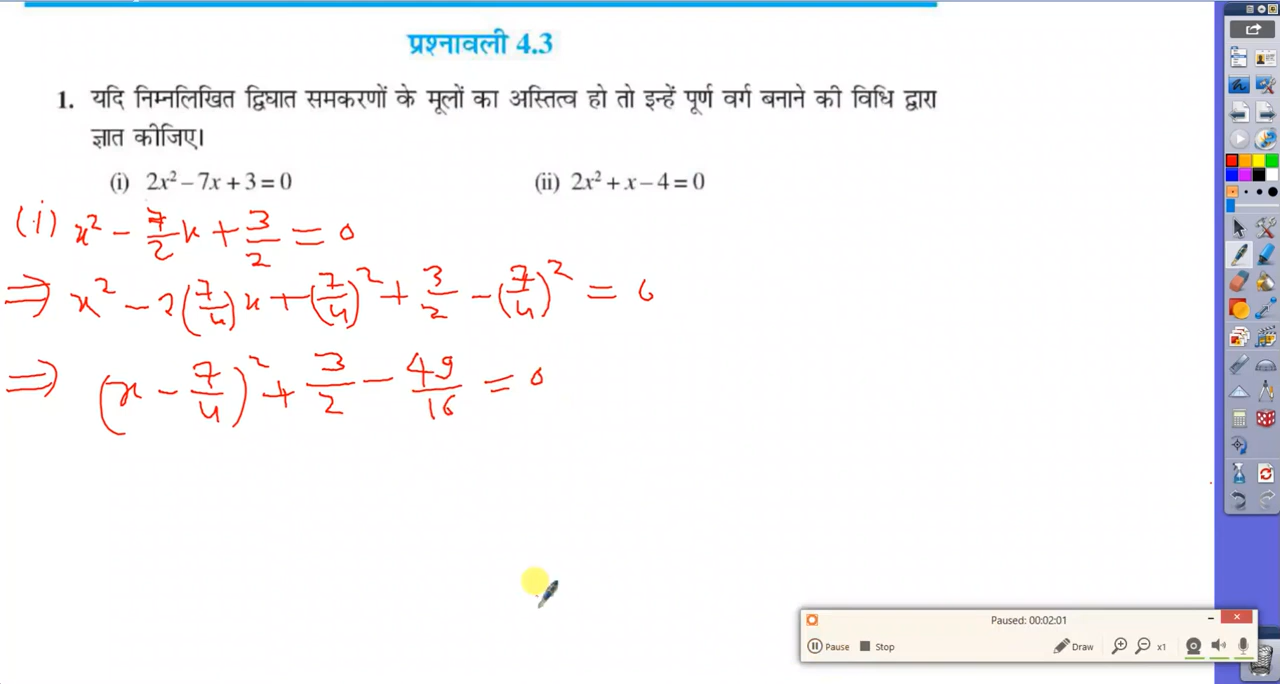 प्रश्नावली 4.3
1. यदि निम्नलिखित द्विघात समकरणों के मूलों का अस्तित्व हो तो इन्हें पूर्ण वर्ग बनाने की विधि द्वारा
ज्ञात कीजिए।
(i) 2x² – 7x + 3 = 0 (ii) 2x² + x – 4 = 0
(i) x² - 7/2 x + 3/2 = 0
⇒ x² - 2(7/4)x + (7/4)² + 3/2 - (7/4)² = 0
⇒ (x - 7/4)² + 3/2 - 49/16 = 0
Paused: 00:02:01
Pause Stop Draw x1